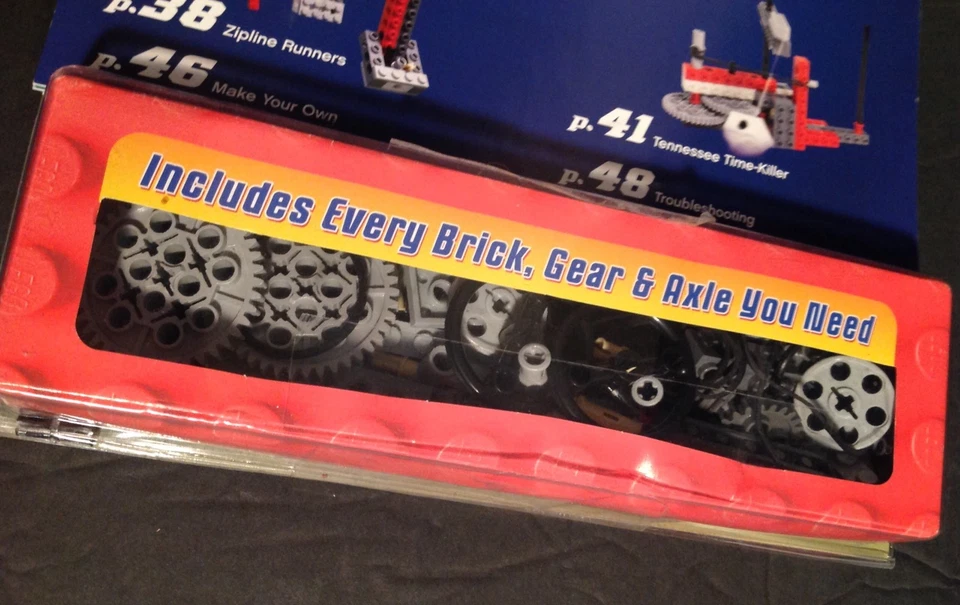 p.38 Zipline Runners
p.46 Make Your Own
p.41 Tennessee Time-Killer
p.48 Troubleshooting
Includes Every Brick, Gear & Axle You Need